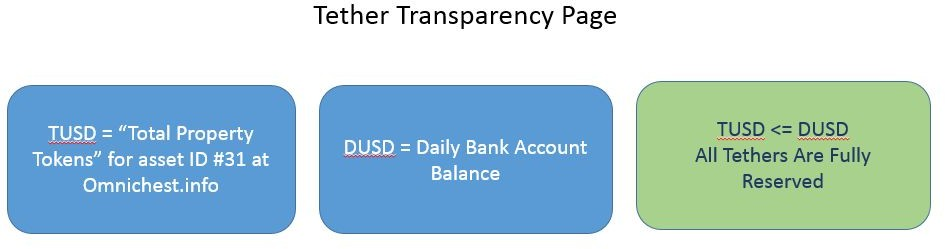 Tether Transparency Page
TUSD = “Total Property
Tokens” for asset ID #31 at
Omnichest.info
DUSD = Daily Bank Account
Balance
TUSD <= DUSD
All Tethers Are Fully
Reserved